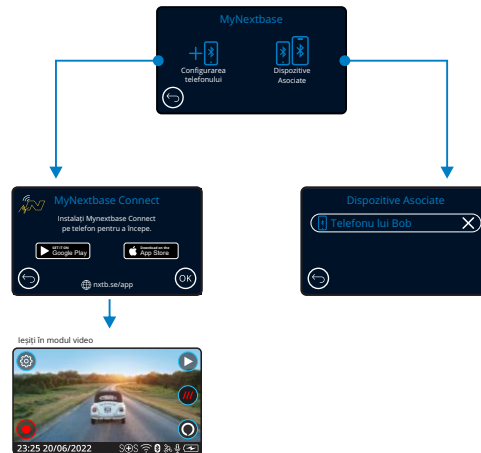 MyNextbase
Configurarea
telefonului
Dispozitive
Asociate
MyNextbase Connect
Instalați Mynextbase Connect
pe telefon pentru a începe.
GET IT ON
Google Play
Download on the
App Store
OK
nxtb.se/app
Dispozitive Asociate
Telefonu lui Bob
Ieșiți în modul video
23:25 20/06/2022
SOS